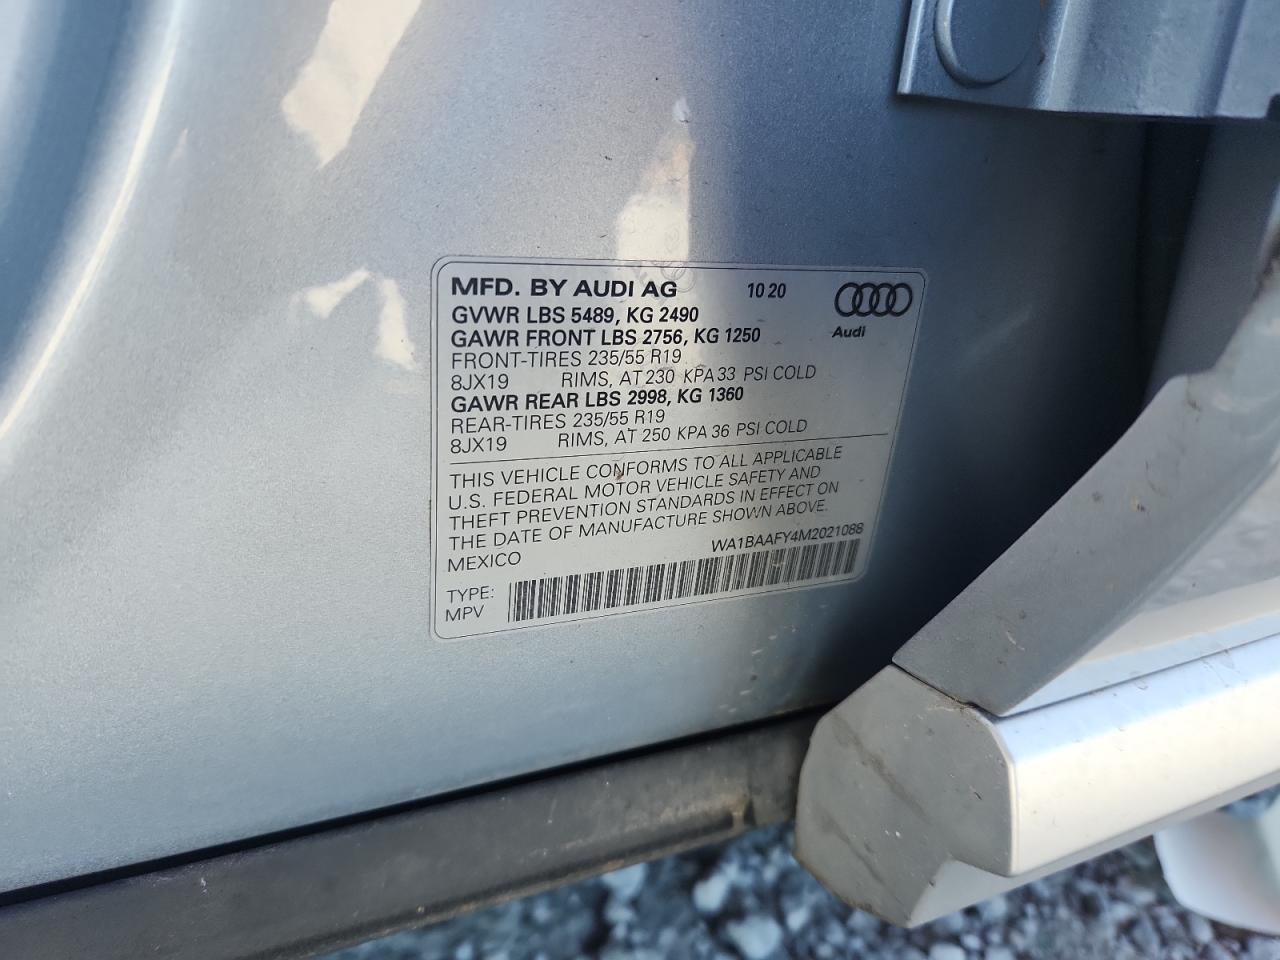 MFD. BY AUDI AG 10 20
GVWR LBS 5489, KG 2490
GAWR FRONT LBS 2756, KG 1250
Audi
FRONT-TIRES 235/55 R19
8JX19 RIMS, AT 230 KPA 33 PSI COLD
GAWR REAR LBS 2998, KG 1360
REAR-TIRES 235/55 R19
8JX19 RIMS, AT 250 KPA 36 PSI COLD
THIS VEHICLE CONFORMS TO ALL APPLICABLE
U.S. FEDERAL MOTOR VEHICLE SAFETY AND
THEFT PREVENTION STANDARDS IN EFFECT ON
THE DATE OF MANUFACTURE SHOWN ABOVE.
MEXICO WA1BAAFY4M2021088
TYPE:
MPV